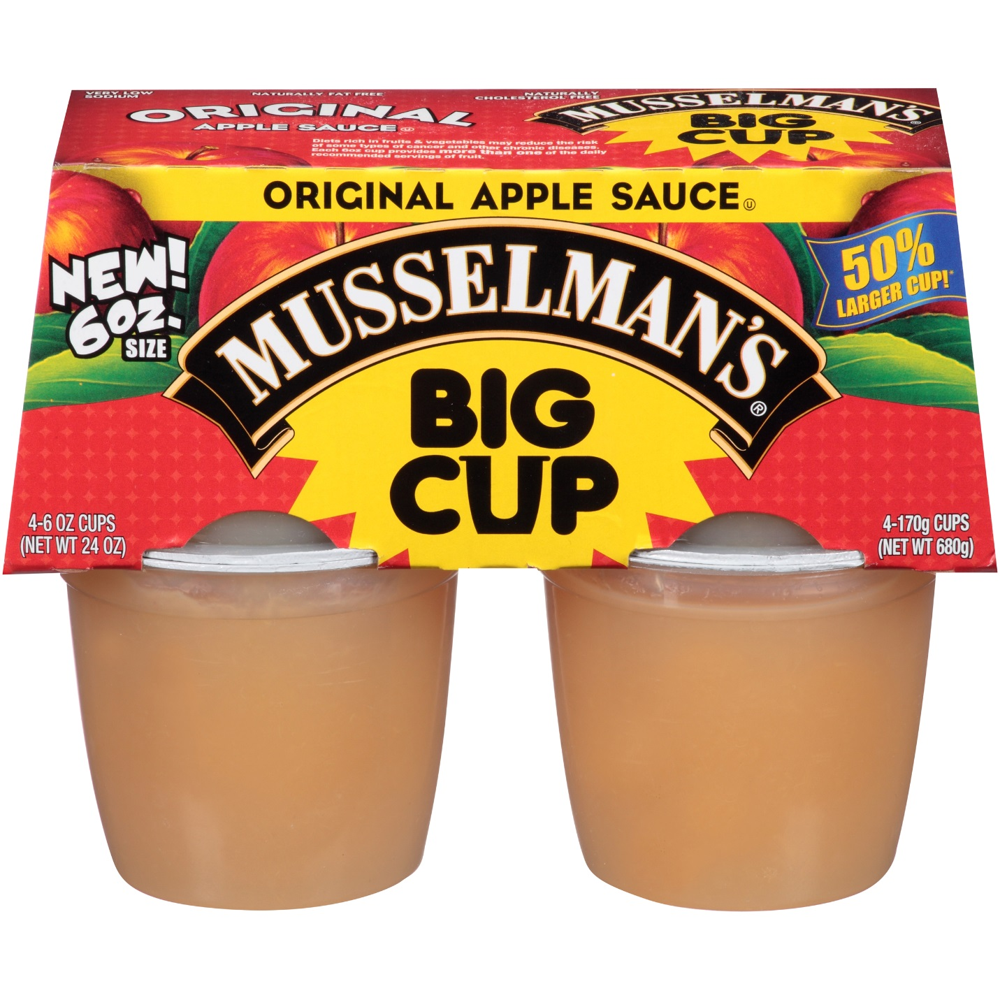 VERY LOW
SODIUM
NATURALLY FAT FREE
NATURALLY
CHOLESTEROL FREE
ORIGINAL
APPLE SAUCE U
Diets rich in fruits & vegetables may reduce the risk
of some types of cancer and other chronic diseases.
Each 6oz cup provides more than one of the daily
recommended servings of fruit.
MUSSELMAN'S®
BIG
CUP
ORIGINAL APPLE SAUCE U
NEW!
6oz.
SIZE
50%
LARGER CUP!*
MUSSELMAN'S®
BIG
CUP
4-6 OZ CUPS
(NET WT 24 OZ)
4-170g CUPS
(NET WT 680g)